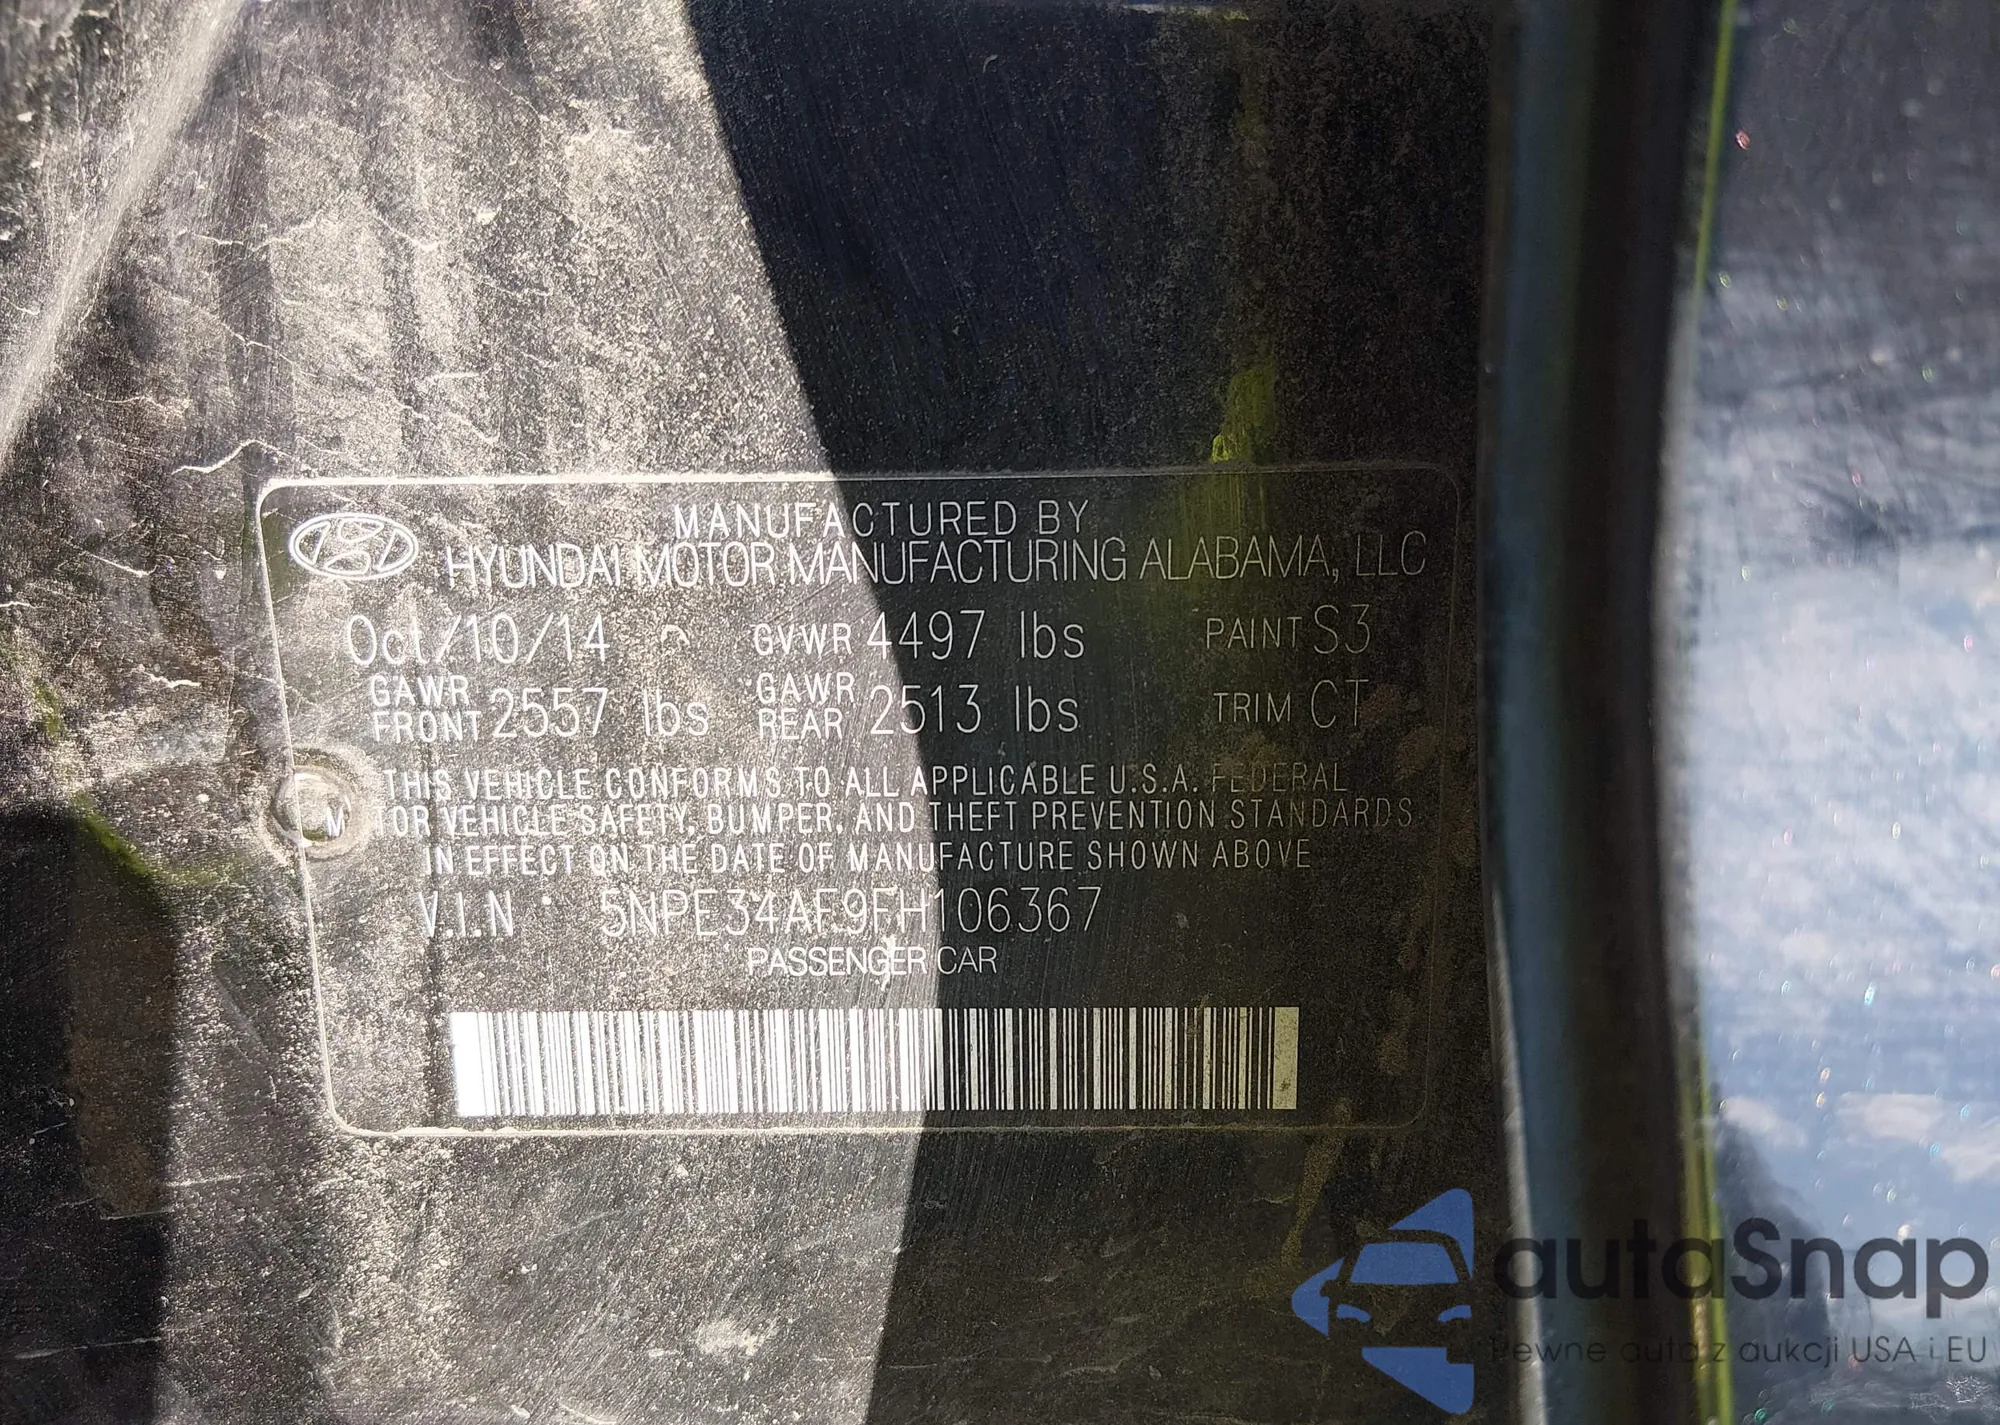 MANUFACTURED BY
HYUNDAI MOTOR MANUFACTURING ALABAMA, LLC
Oct/10/14 GVWR 4497 lbs PAINT S3
GAWR FRONT 2557 lbs GAWR REAR 2513 lbs TRIM CT
THIS VEHICLE CONFORMS TO ALL APPLICABLE U.S.A. FEDERAL
MOTOR VEHICLE SAFETY, BUMPER, AND THEFT PREVENTION STANDARDS
IN EFFECT ON THE DATE OF MANUFACTURE SHOWN ABOVE
V.I.N : 5NPE34AF9FH106367
PASSENGER CAR
autaSnap
Pewne auta z aukcji USA i EU